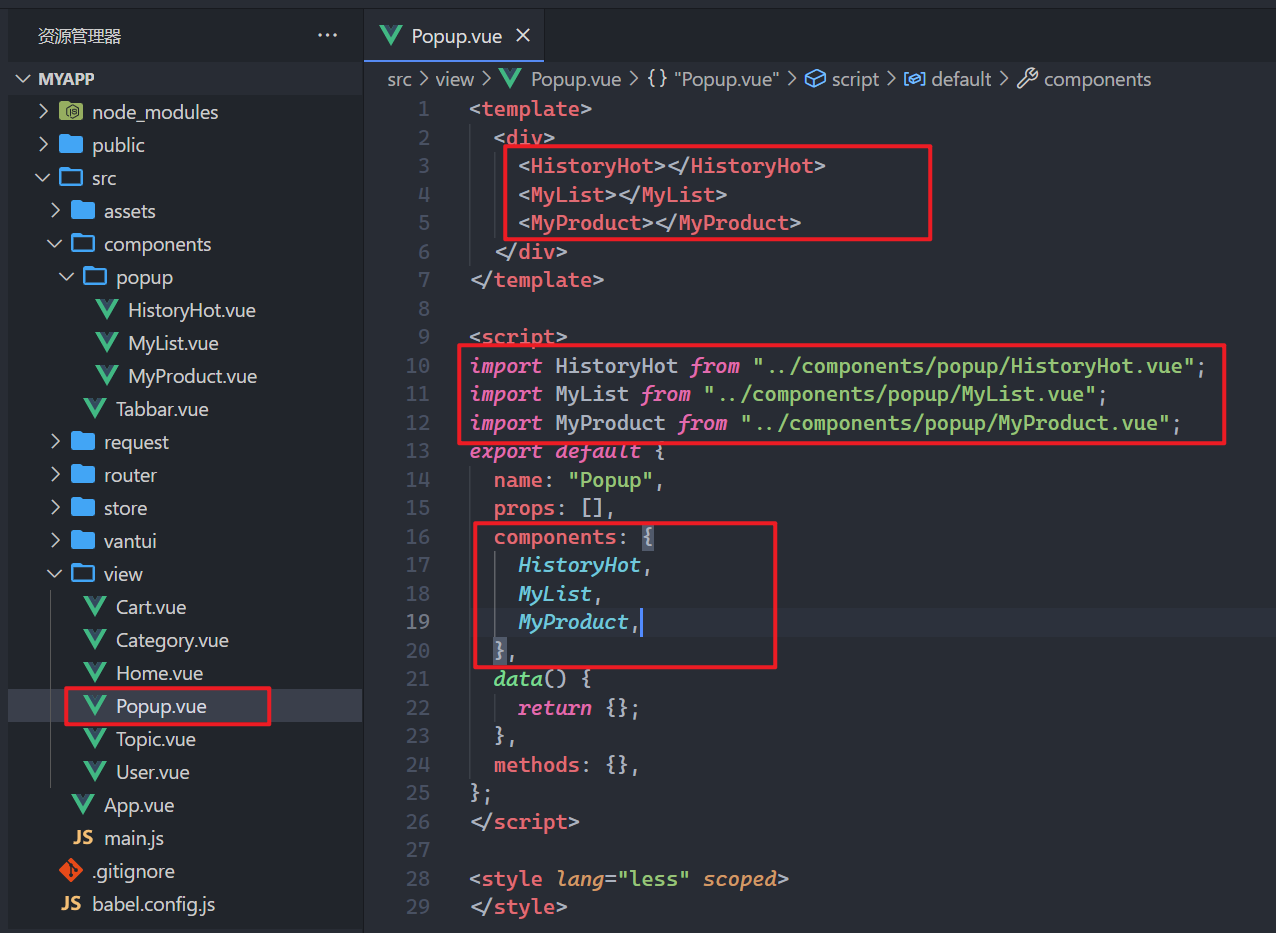 资源管理器
MYAPP
node_modules
public
src
assets
components
popup
HistoryHot.vue
MyList.vue
MyProduct.vue
Tabbar.vue
request
router
store
vantui
view
Cart.vue
Category.vue
Home.vue
Popup.vue
Topic.vue
User.vue
App.vue
JS main.js
.gitignore
JS babel.config.js
Popup.vue
src > view > Popup.vue > {} "Popup.vue" > script > default > components
1 <template>
2 <div>
3 <HistoryHot></HistoryHot>
4 <MyList></MyList>
5 <MyProduct></MyProduct>
6 </div>
7 </template>
8
9 <script>
10 import HistoryHot from "../components/popup/HistoryHot.vue";
11 import MyList from "../components/popup/MyList.vue";
12 import MyProduct from "../components/popup/MyProduct.vue";
13 export default {
14 name: "Popup",
15 props: [],
16 components: {
17 HistoryHot,
18 MyList,
19 MyProduct,
20 },
21 data() {
22 return {};
23 },
24 methods: {},
25 };
26 </script>
27
28 <style lang="less" scoped>
29 </style>